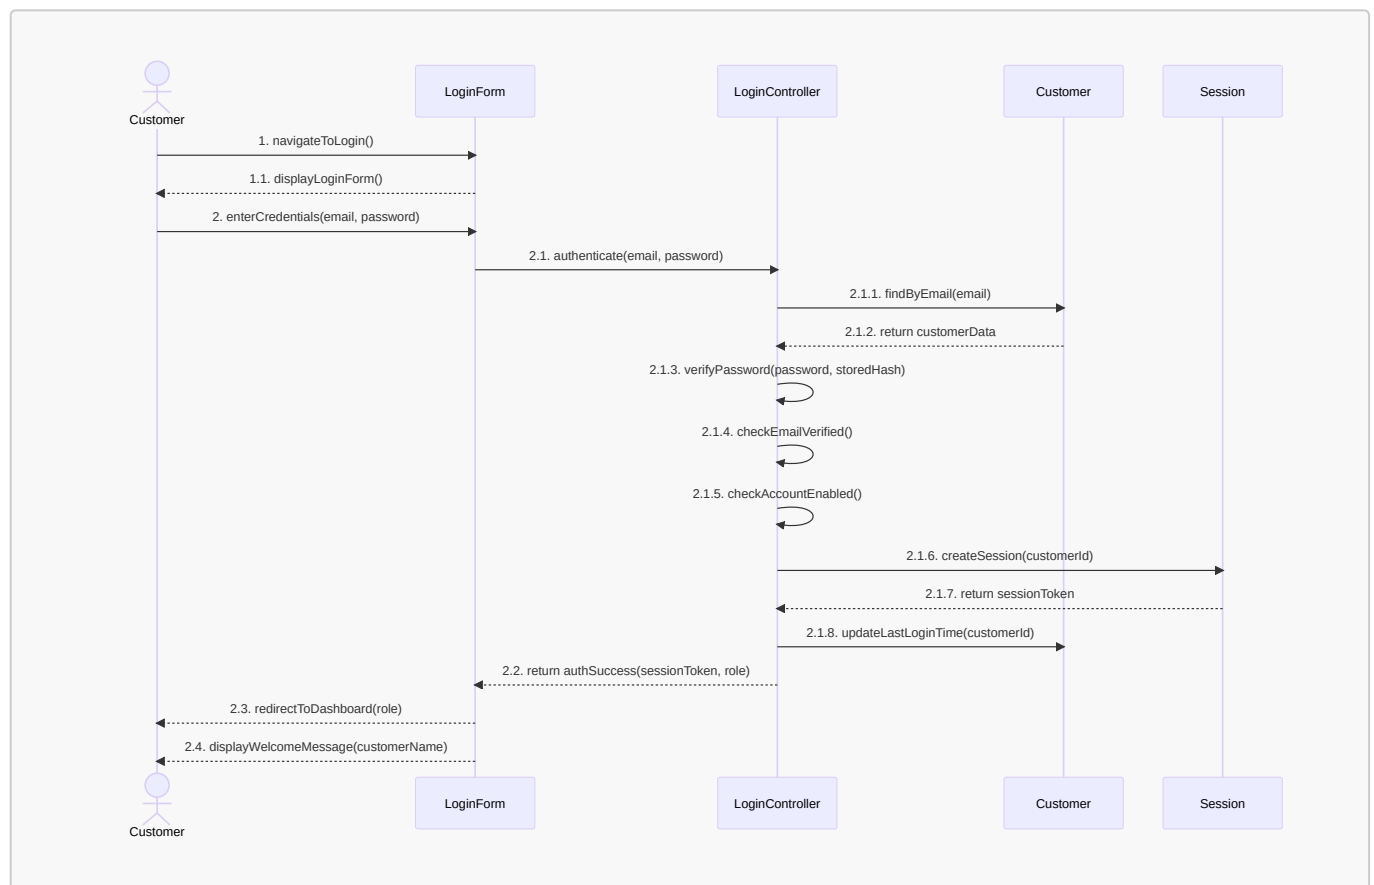 LoginForm
LoginController
Customer
Session
Customer
1. navigateToLogin()
1.1. displayLoginForm()
2. enterCredentials(email, password)
2.1. authenticate(email, password)
2.1.1. findByEmail(email)
2.1.2. return customerData
2.1.3. verifyPassword(password, storedHash)
2.1.4. checkEmailVerified()
2.1.5. checkAccountEnabled()
2.1.6. createSession(customerId)
2.1.7. return sessionToken
2.1.8. updateLastLoginTime(customerId)
2.2. return authSuccess(sessionToken, role)
2.3. redirectToDashboard(role)
2.4. displayWelcomeMessage(customerName)
LoginForm
LoginController
Customer
Session
Customer